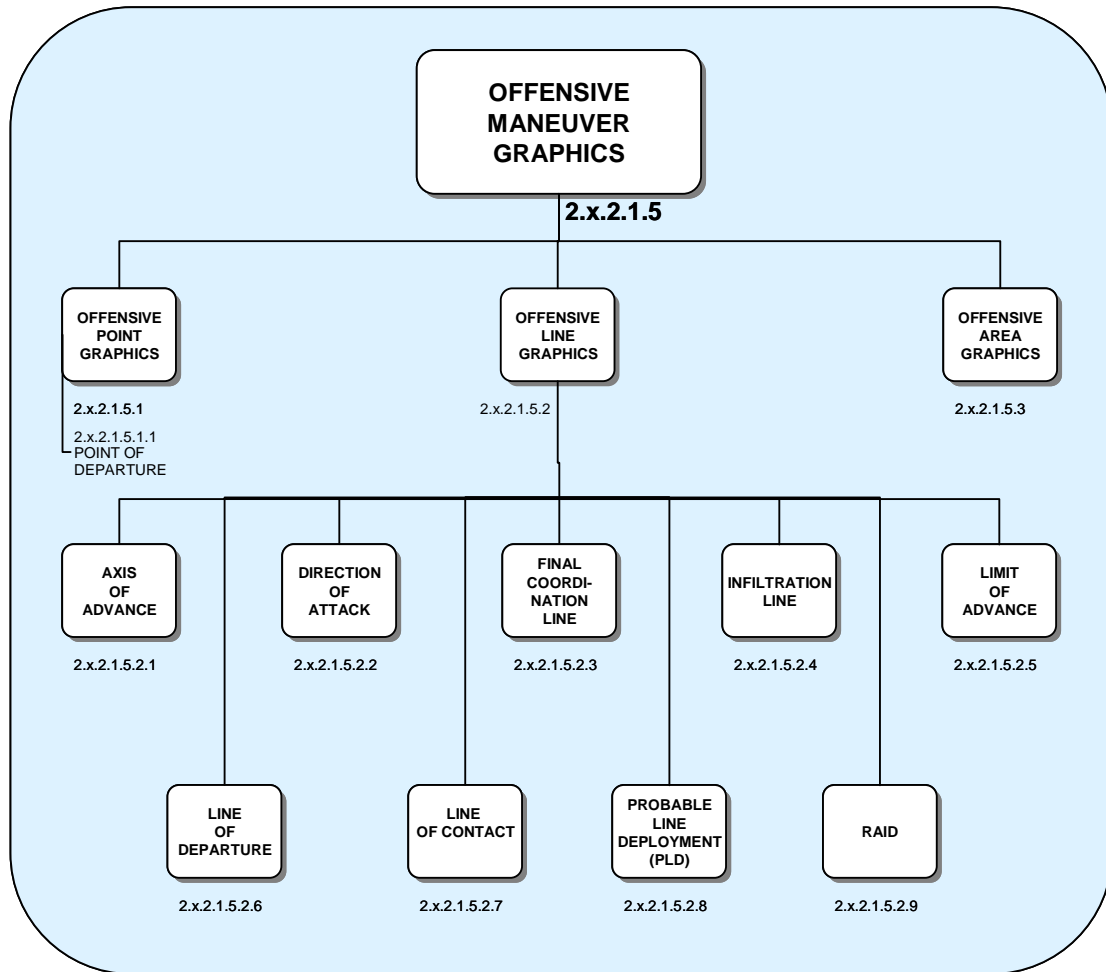 OFFENSIVE
MANEUVER
GRAPHICS
2.x.2.1.5
OFFENSIVE
POINT
GRAPHICS
2.x.2.1.5.1
2.x.2.1.5.1.1
POINT OF
DEPARTURE
OFFENSIVE
LINE
GRAPHICS
2.x.2.1.5.2
OFFENSIVE
AREA
GRAPHICS
2.x.2.1.5.3
AXIS
OF
ADVANCE
2.x.2.1.5.2.1
DIRECTION
OF
ATTACK
2.x.2.1.5.2.2
FINAL
COORDI-
NATION
LINE
2.x.2.1.5.2.3
INFILTRATION
LINE
2.x.2.1.5.2.4
LIMIT
OF
ADVANCE
2.x.2.1.5.2.5
LINE
OF
DEPARTURE
2.x.2.1.5.2.6
LINE
OF CONTACT
2.x.2.1.5.2.7
PROBABLE
LINE
DEPLOYMENT
(PLD)
2.x.2.1.5.2.8
RAID
2.x.2.1.5.2.9